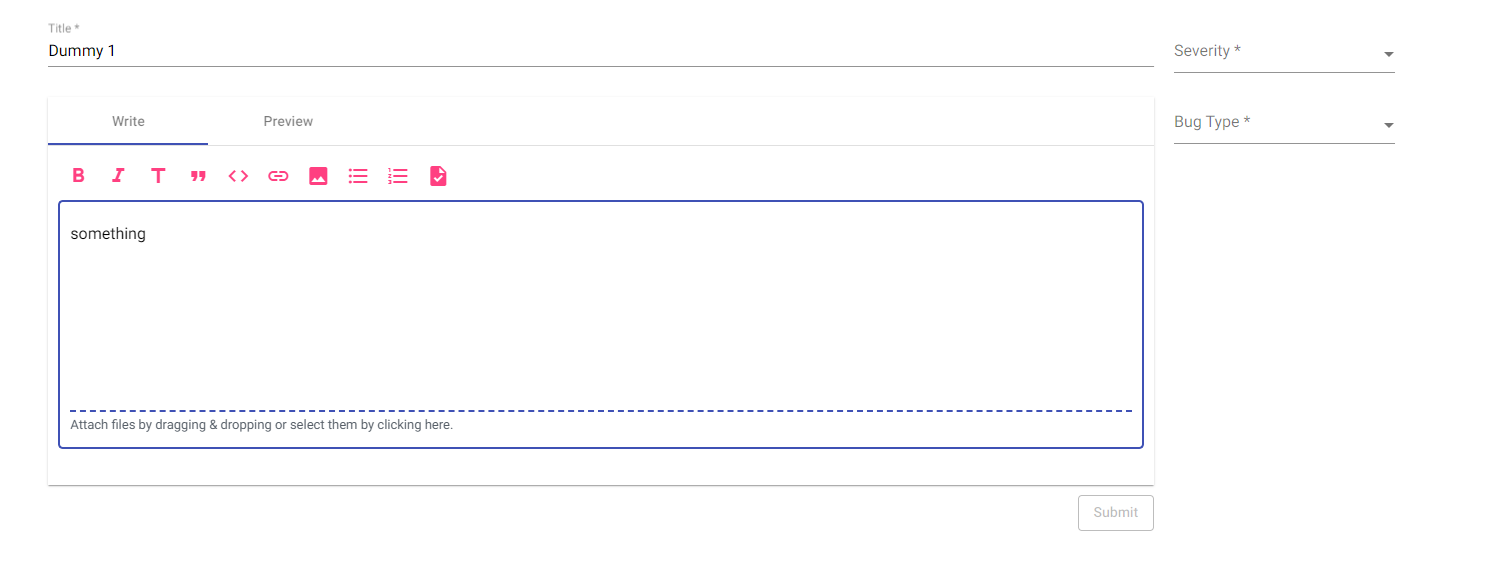 Title *
Dummy 1
Severity *
Write
Preview
Bug Type *
something
Attach files by dragging & dropping or select them by clicking here.
Submit